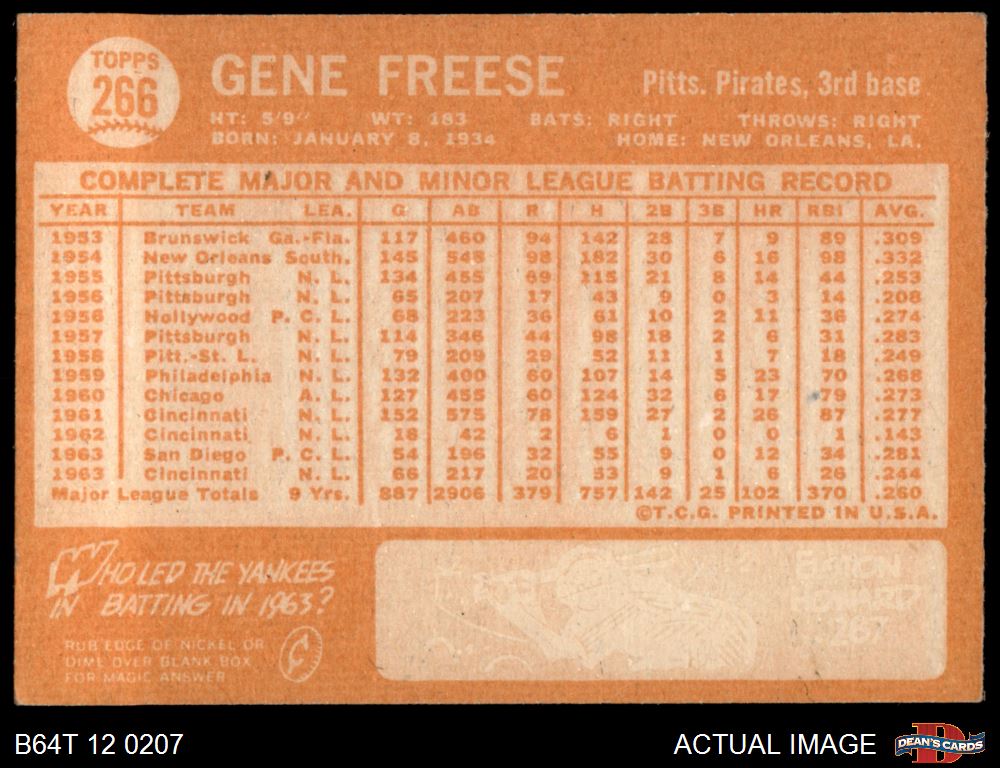 TOPPS
266
GENE FREESE
Pitts. Pirates, 3rd base
HT: 5'9" WT: 183 BATS: RIGHT THROWS: RIGHT
BORN: JANUARY 8, 1934 HOME: NEW ORLEANS, LA.
COMPLETE MAJOR AND MINOR LEAGUE BATTING RECORD
YEAR TEAM LEA. G AB R H 2B 3B HR RBI AVG.
1953 Brunswick Ga.-Fla. 117 460 94 142 28 7 9 89 .309
1954 New Orleans South. 145 548 98 182 30 6 16 98 .332
1955 Pittsburgh N. L. 134 455 69 115 21 8 14 44 .253
1956 Pittsburgh N. L. 65 207 17 43 9 0 3 14 .208
1956 Hollywood P. C. L. 68 223 36 61 10 2 11 36 .274
1957 Pittsburgh N. L. 114 346 44 98 18 2 6 31 .283
1958 Pitt.-St. L. N. L. 79 209 29 52 11 1 7 18 .249
1959 Philadelphia N. L. 132 400 60 107 14 5 23 70 .268
1960 Chicago A. L. 127 455 60 124 32 6 17 79 .273
1961 Cincinnati N. L. 152 575 78 159 27 2 26 87 .277
1962 Cincinnati N. L. 18 42 2 6 1 0 0 1 .143
1963 San Diego P. C. L. 54 196 32 55 9 0 12 34 .281
1963 Cincinnati N. L. 66 217 20 53 9 1 6 26 .244
Major League Totals 9 Yrs. 887 2906 379 757 142 25 102 370 .260
©T.C.G. PRINTED IN U.S.A.
WHO LED THE YANKEES
IN BATTING IN 1963?
RUB EDGE OF NICKEL OR
DIME OVER BLANK BOX
FOR MAGIC ANSWER
ELSTON
HOWARD
.287
B64T 12 0207
ACTUAL IMAGE
DEAN'S CARDS